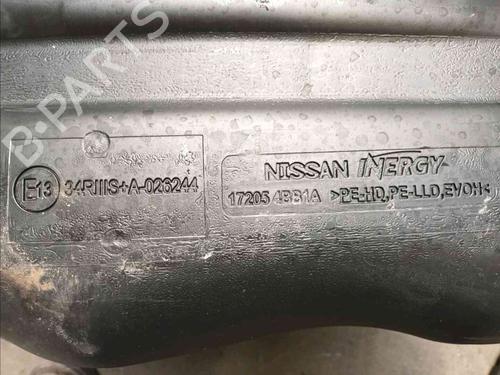 B-PARTS
E13 34RIIIS+A-026244
NISSAN INERGY
17205 4BB1A >PE-HD,PE-LLD,EVOH<